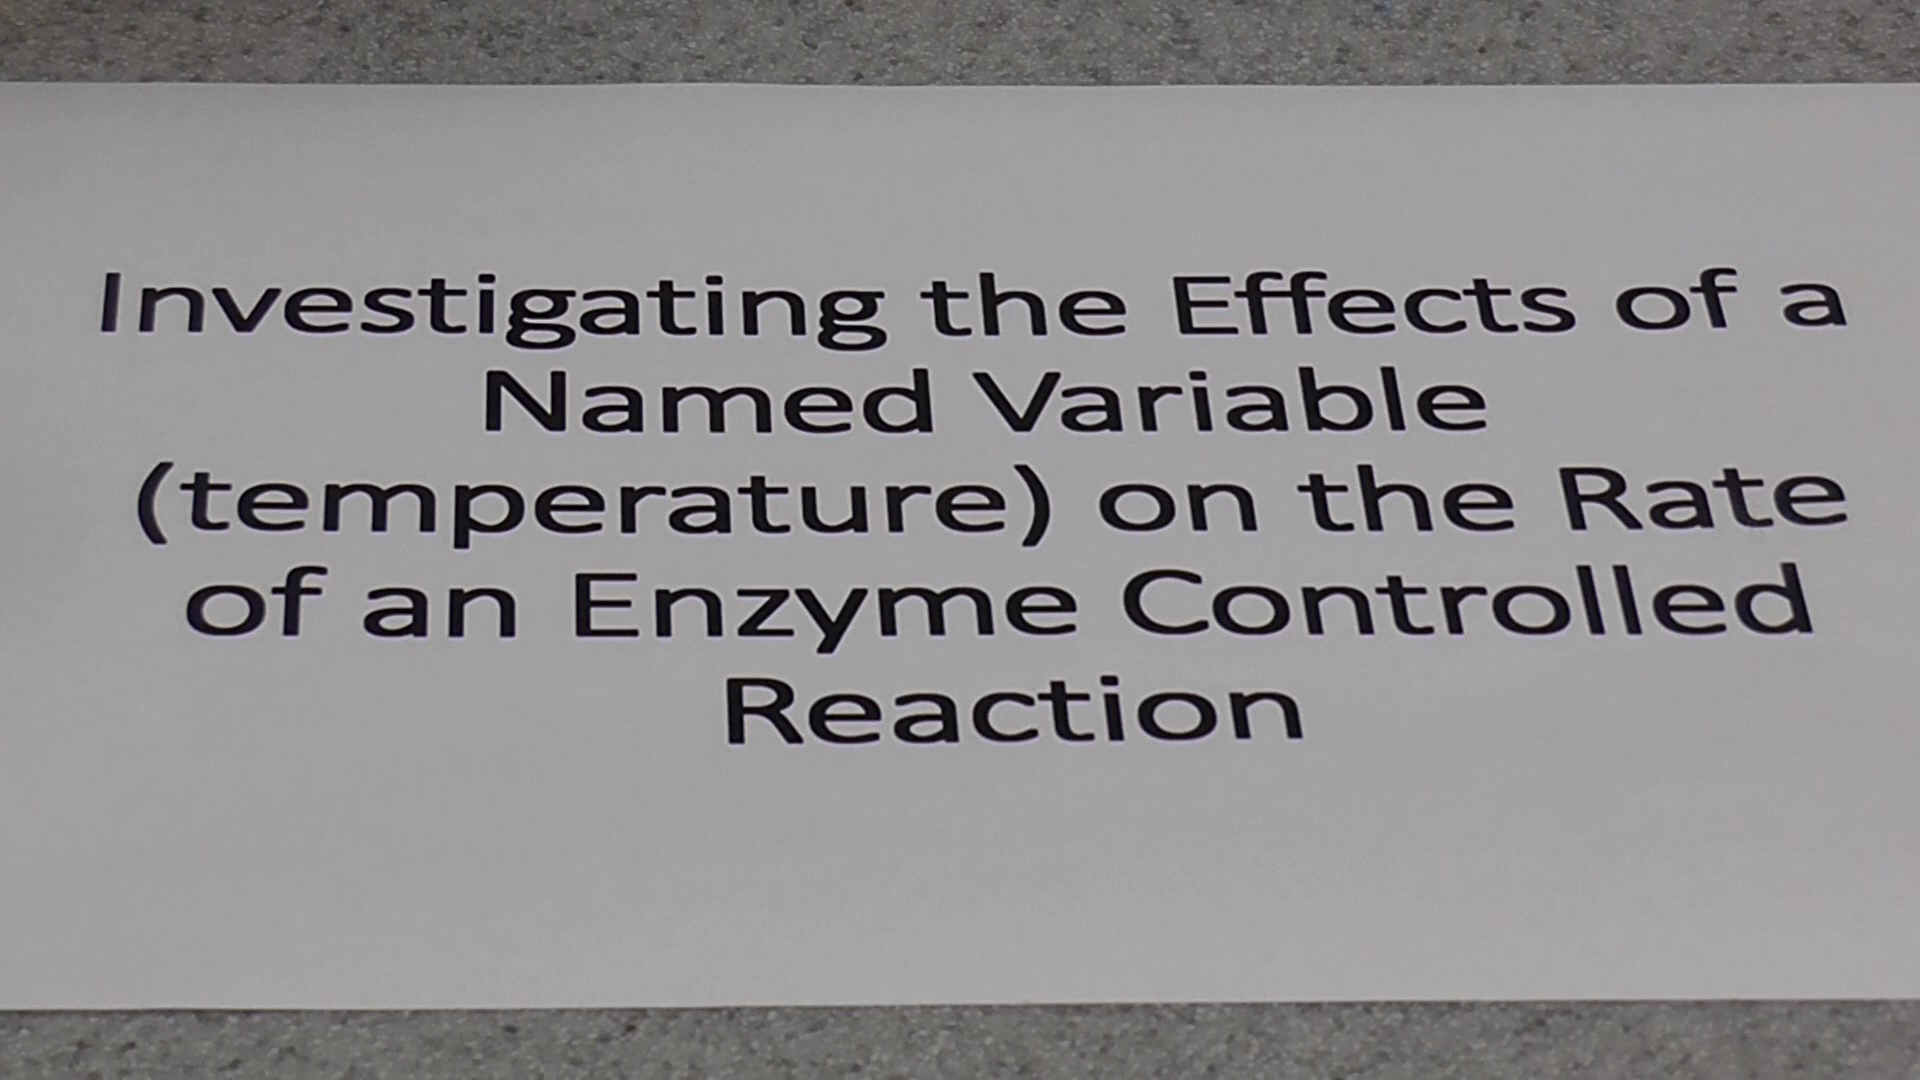 Investigating the Effects of a
Named Variable
(temperature) on the Rate
of an Enzyme Controlled
Reaction